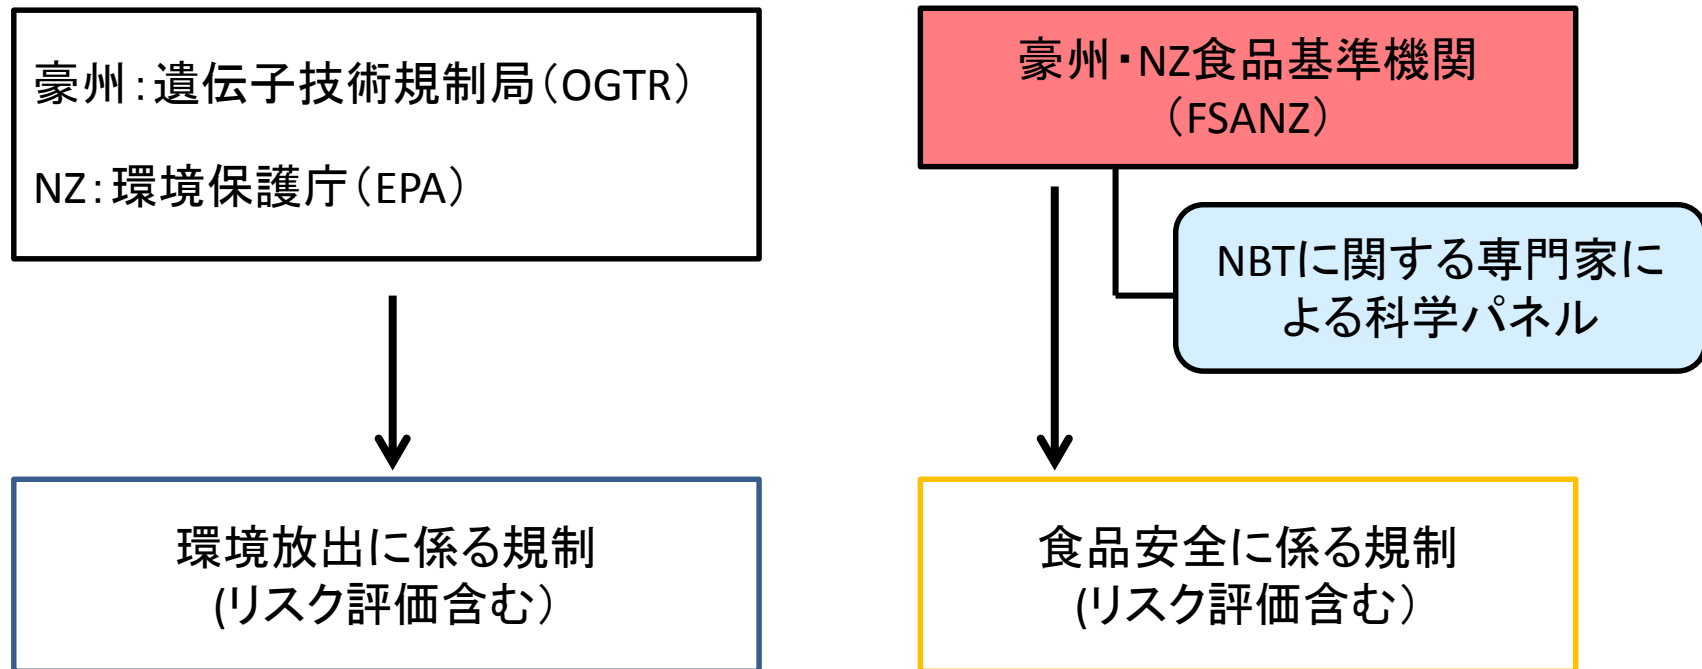 豪州：遺伝子技術規制局（OGTR）
NZ：環境保護庁（EPA）
豪州・NZ食品基準機関
（FSANZ）
NBTに関する専門家に
よる科学パネル
環境放出に係る規制
(リスク評価含む）
食品安全に係る規制
(リスク評価含む）